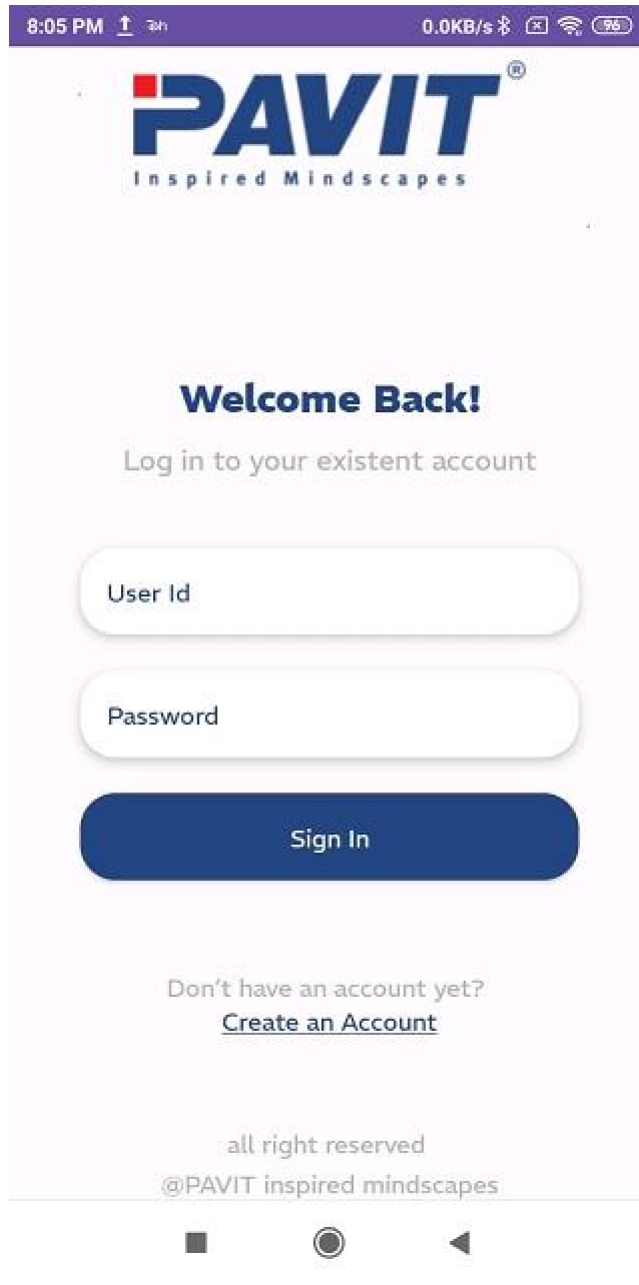 8:05 PM
0.0KB/s 96
PAVIT®
Inspired Mindscapes
Welcome Back!
Log in to your existent account
User Id
Password
Sign In
Don't have an account yet?
Create an Account
all right reserved
@PAVIT inspired mindscapes